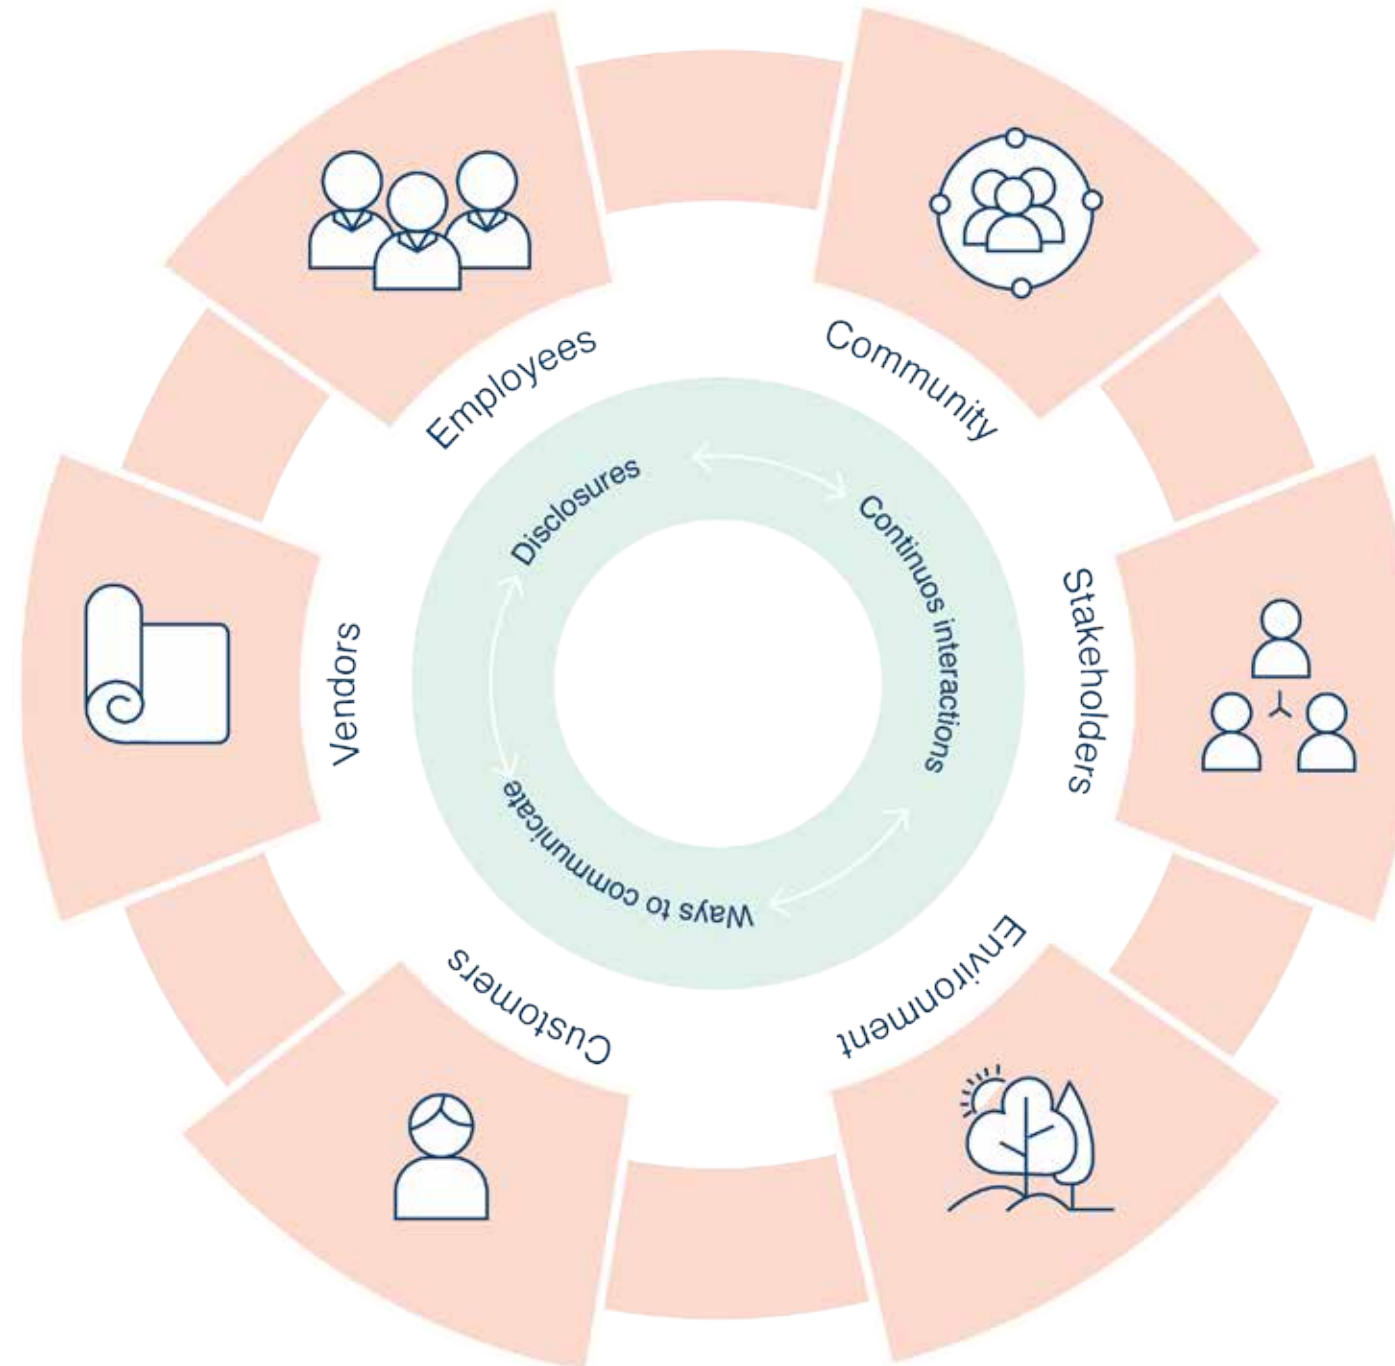 Employees
Community
Stakeholders
Environment
Customers
Vendors
Disclosures
Continuos interactions
Ways to communicate